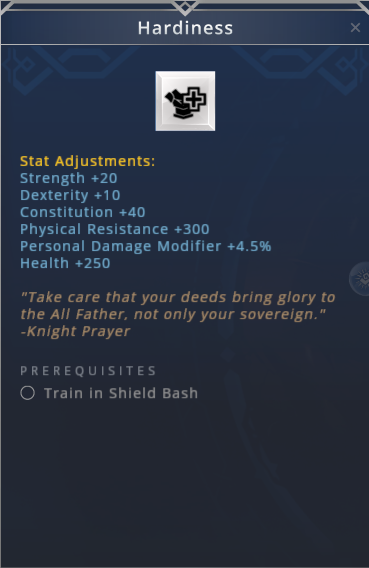 Hardiness
Stat Adjustments:
Strength +20
Dexterity +10
Constitution +40
Physical Resistance +300
Personal Damage Modifier +4.5%
Health +250
"Take care that your deeds bring glory to
the All Father, not only your sovereign."
-Knight Prayer
PREREQUISITES
Train in Shield Bash